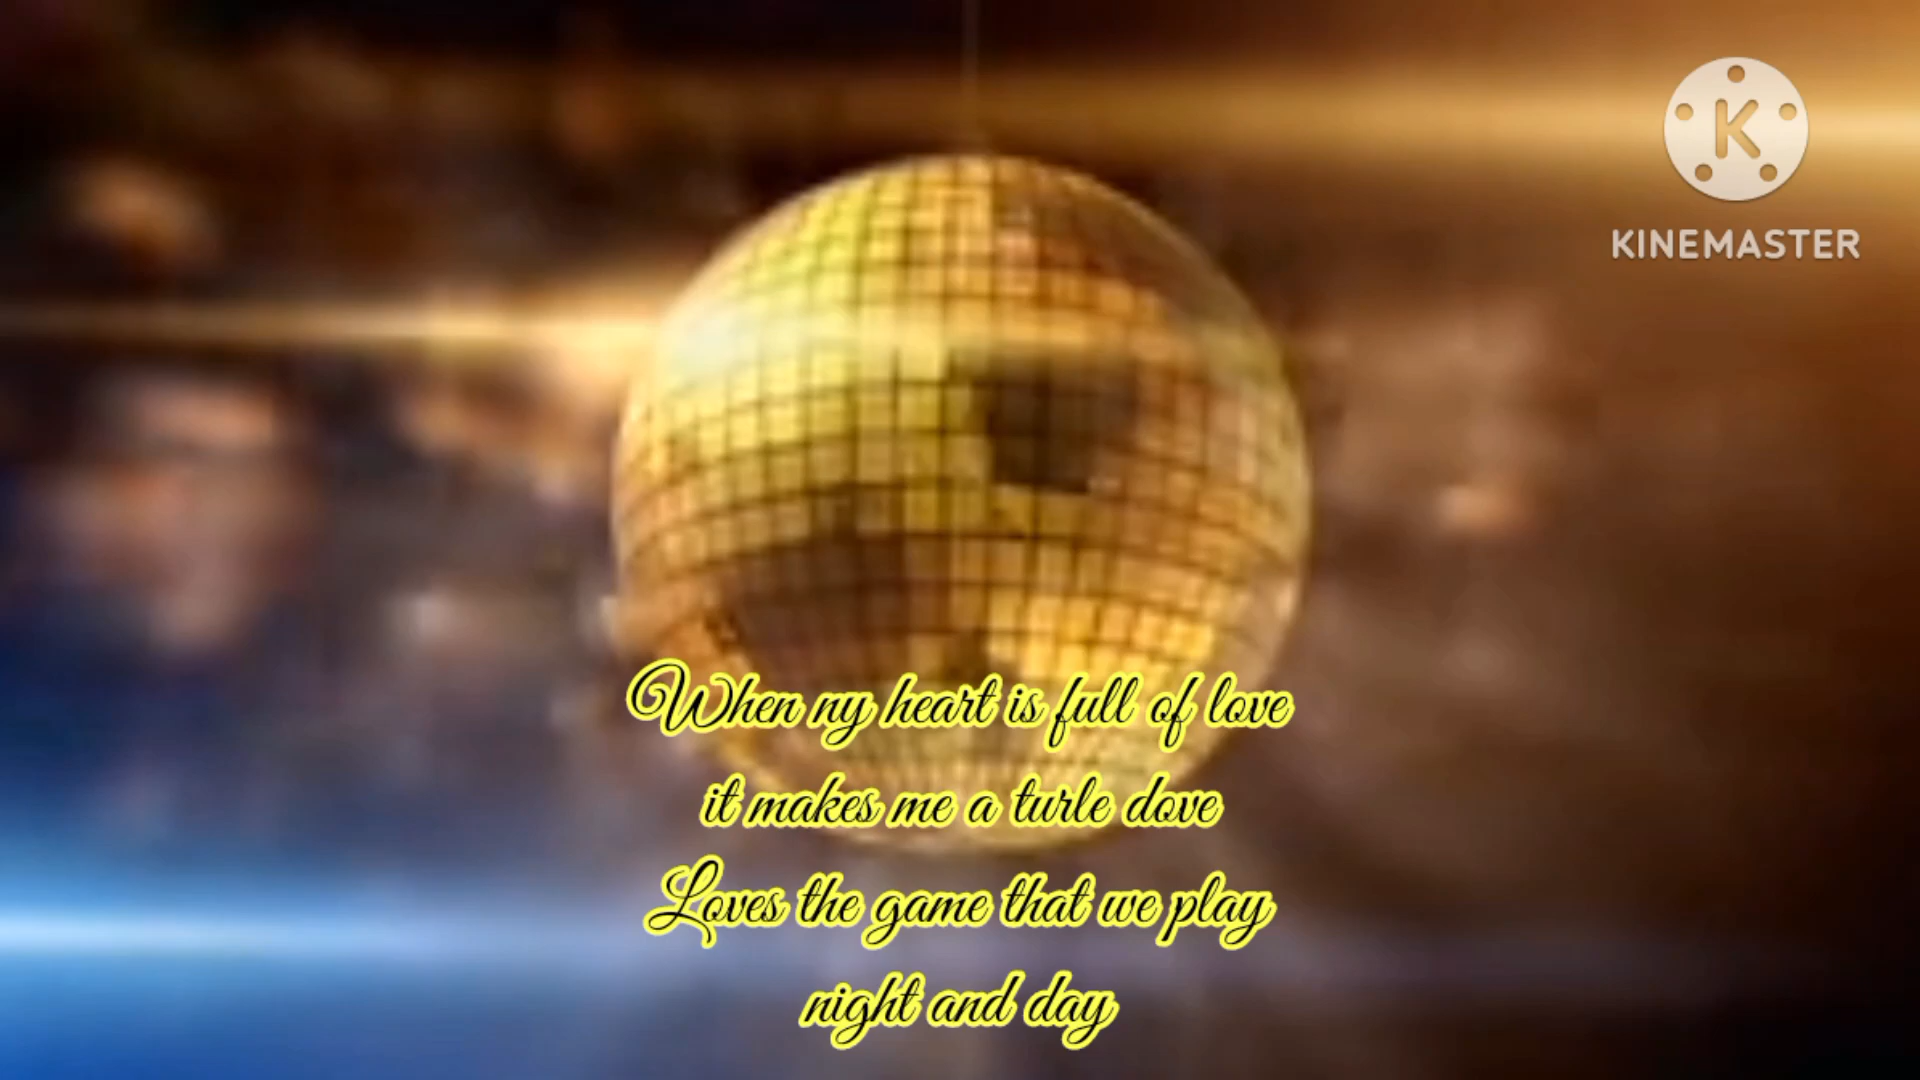 KINEMASTER
When ny heart is full of love
it makes me a turle dove
Loves the game that we play
night and day